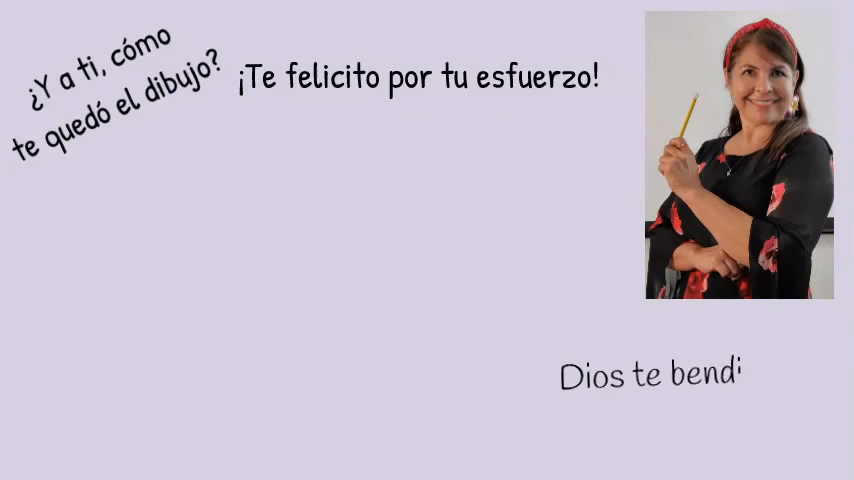 ¿Y a ti, cómo
te quedó el dibujo?
¡Te felicito por tu esfuerzo!
Dios te bendi